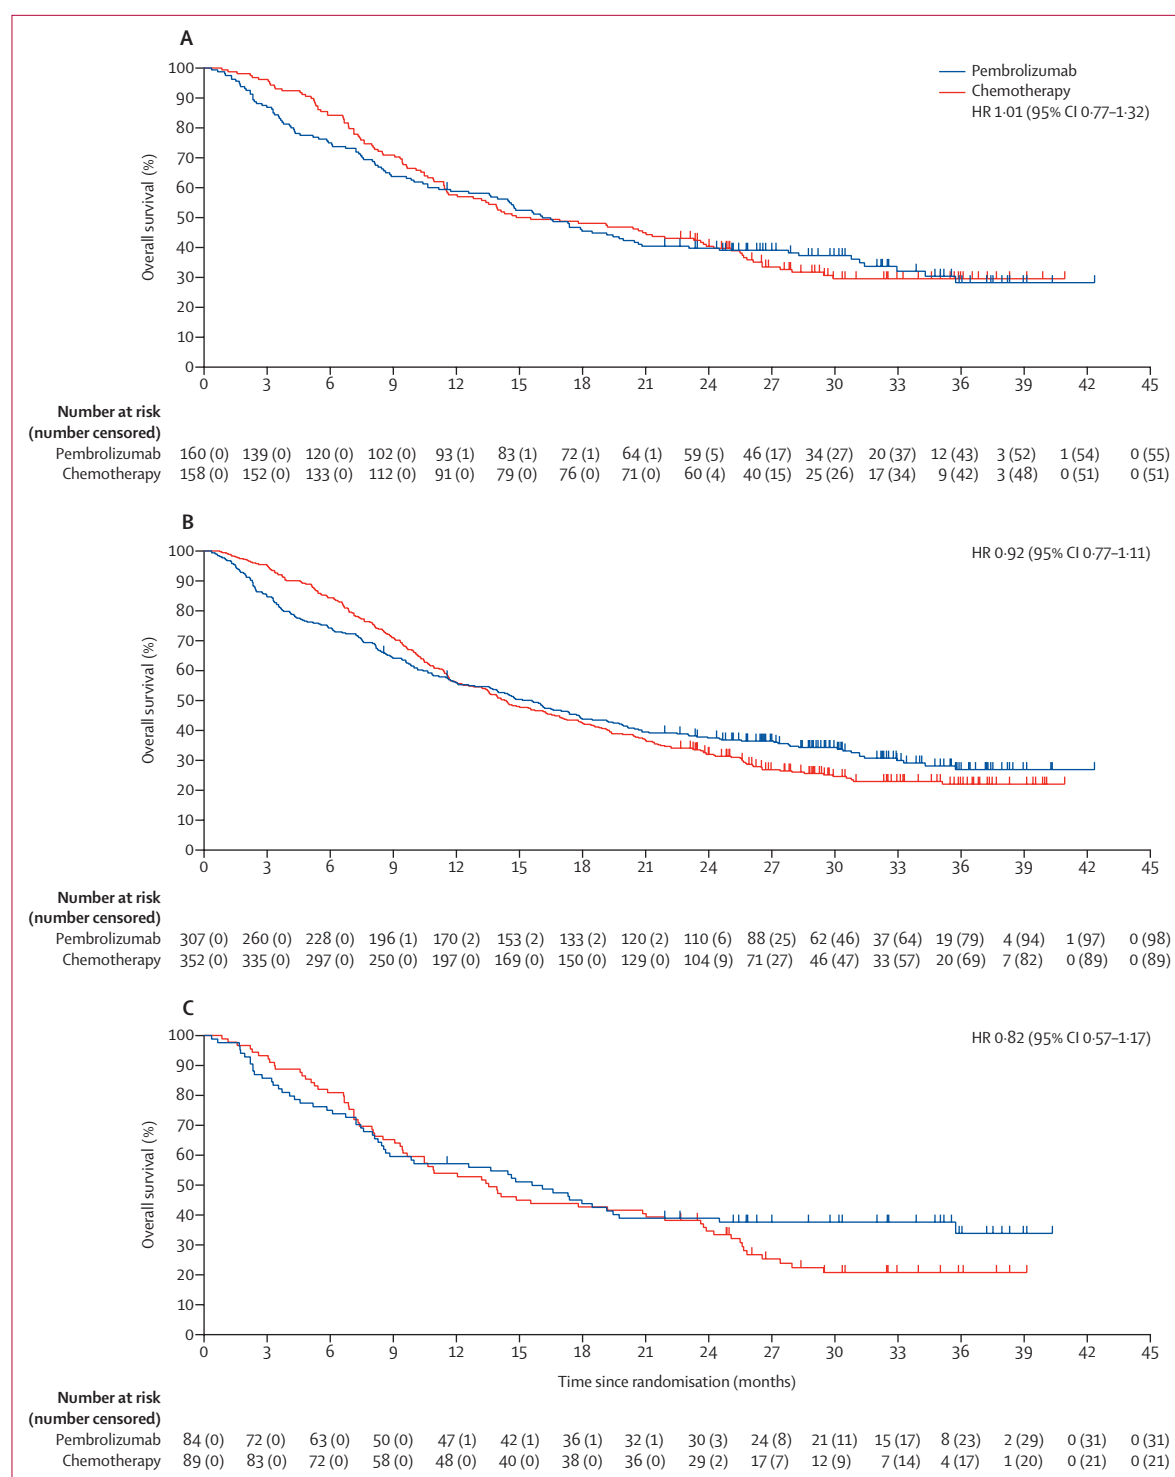 A
100
90
80
70
60
50
40
30
20
10
0
Overall survival (%)
Pembrolizumab
Chemotherapy
HR 1·01 (95% CI 0·77–1·32)
0 3 6 9 12 15 18 21 24 27 30 33 36 39 42 45
Number at risk
(number censored)
Pembrolizumab 160 (0) 139 (0) 120 (0) 102 (0) 93 (1) 83 (1) 72 (1) 64 (1) 59 (5) 46 (17) 34 (27) 20 (37) 12 (43) 3 (52) 1 (54) 0 (55)
Chemotherapy 158 (0) 152 (0) 133 (0) 112 (0) 91 (0) 79 (0) 76 (0) 71 (0) 60 (4) 40 (15) 25 (26) 17 (34) 9 (42) 3 (48) 0 (51) 0 (51)
B
100
90
80
70
60
50
40
30
20
10
0
Overall survival (%)
HR 0·92 (95% CI 0·77–1·11)
0 3 6 9 12 15 18 21 24 27 30 33 36 39 42 45
Number at risk
(number censored)
Pembrolizumab 307 (0) 260 (0) 228 (0) 196 (1) 170 (2) 153 (2) 133 (2) 120 (2) 110 (6) 88 (25) 62 (46) 37 (64) 19 (79) 4 (94) 1 (97) 0 (98)
Chemotherapy 352 (0) 335 (0) 297 (0) 250 (0) 197 (0) 169 (0) 150 (0) 129 (0) 104 (9) 71 (27) 46 (47) 33 (57) 20 (69) 7 (82) 0 (89) 0 (89)
C
100
90
80
70
60
50
40
30
20
10
0
Overall survival (%)
HR 0·82 (95% CI 0·57–1·17)
0 3 6 9 12 15 18 21 24 27 30 33 36 39 42 45
Time since randomisation (months)
Number at risk
(number censored)
Pembrolizumab 84 (0) 72 (0) 63 (0) 50 (0) 47 (1) 42 (1) 36 (1) 32 (1) 30 (3) 24 (8) 21 (11) 15 (17) 8 (23) 2 (29) 0 (31) 0 (31)
Chemotherapy 89 (0) 83 (0) 72 (0) 58 (0) 48 (0) 40 (0) 38 (0) 36 (0) 29 (2) 17 (7) 12 (9) 7 (14) 4 (17) 1 (20) 0 (21) 0 (21)